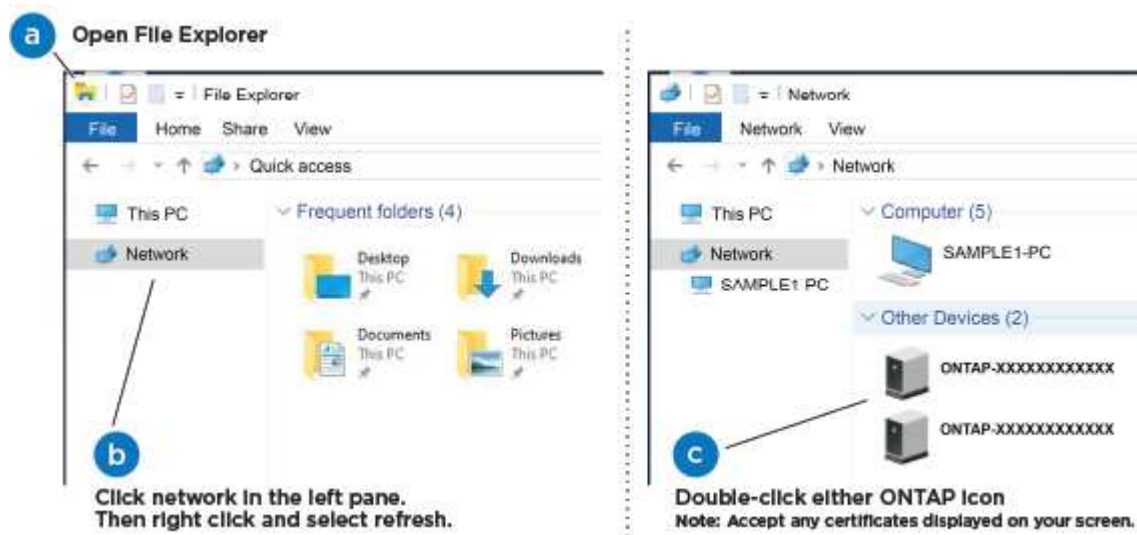 a Open File Explorer
File Explorer
File Home Share View
Quick access
This PC
Network
Frequent folders (4)
Desktop
This PC
Downloads
This PC
Documents
This PC
Pictures
This PC
b
Click network in the left pane.
Then right click and select refresh.
Network
File Network View
Network
This PC
Network
SAMPLE1 PC
Computer (5)
SAMPLE1-PC
Other Devices (2)
ONTAP-XXXXXXXXXXXX
ONTAP-XXXXXXXXXXXX
c
Double-click either ONTAP icon
Note: Accept any certificates displayed on your screen.